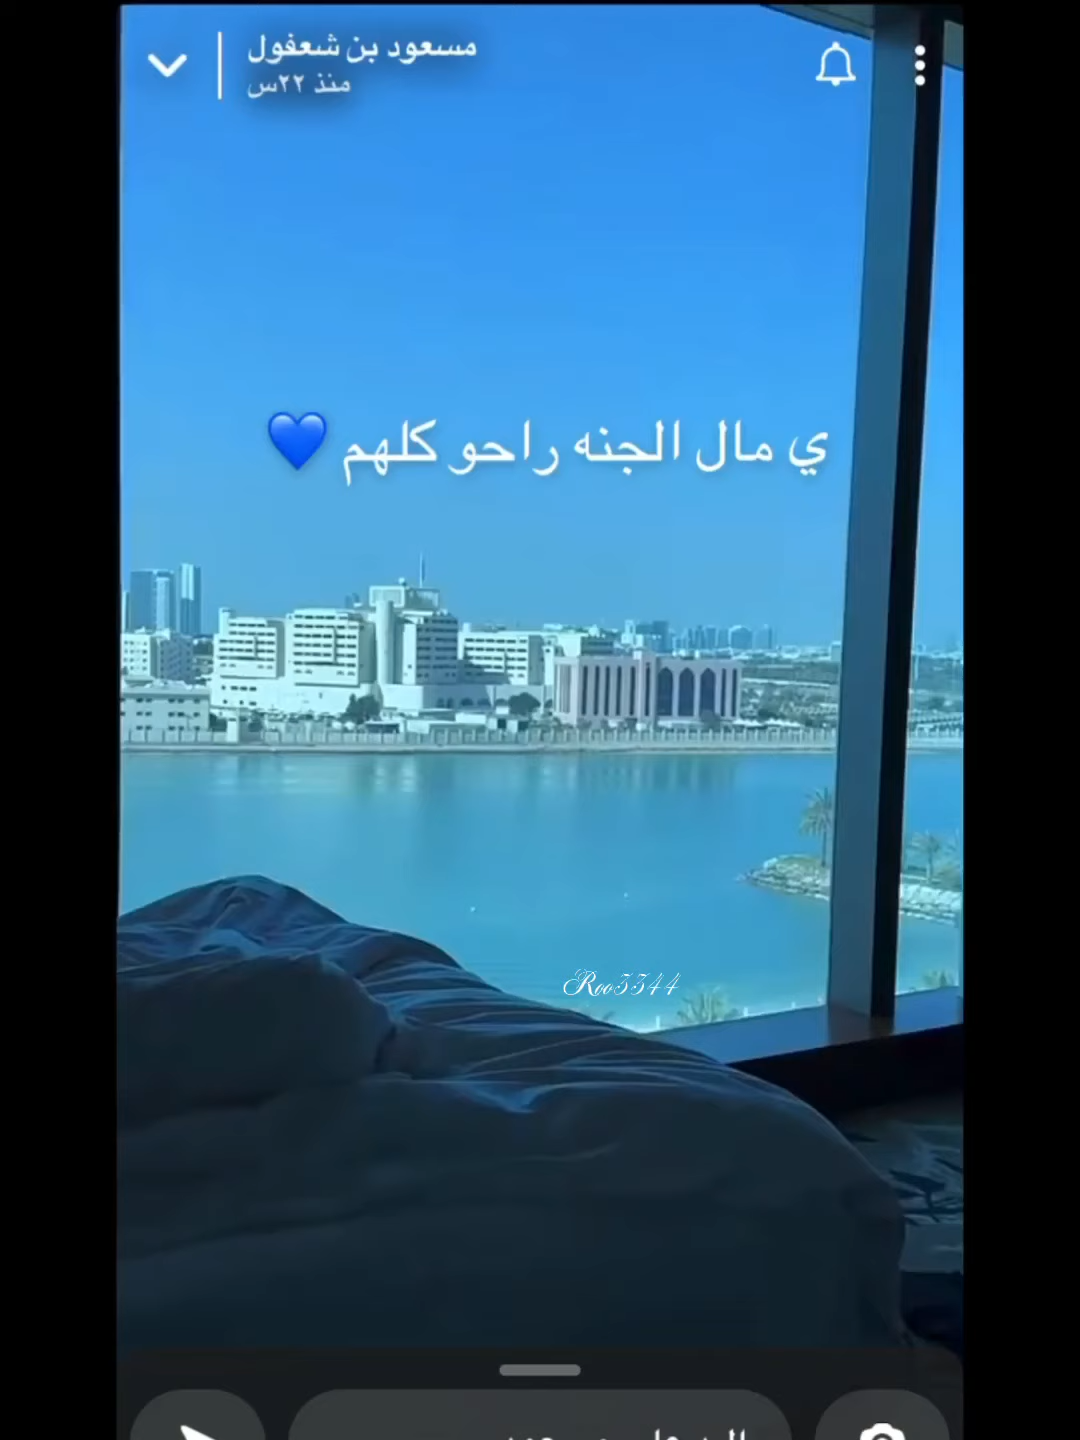 مسعود بن شعفول
منذ ٢٢س
ي مال الجنه راحو كلهم 💙
Roo3344